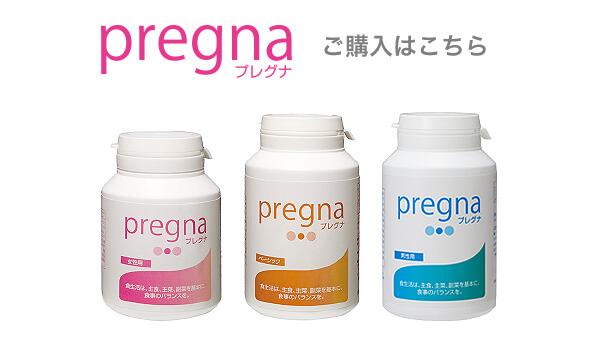 pregna
プレグナ
ご購入はこちら
pregna
プレグナ
女性用
食生活は、主食、主菜、副菜を基本に、
食事のバランスを。
pregna
プレグナ
ベーシック
食生活は、主食、主菜、副菜を基本に、
食事のバランスを。
pregna
プレグナ
男性用
食生活は、主食、主菜、副菜を基本に、
食事のバランスを。